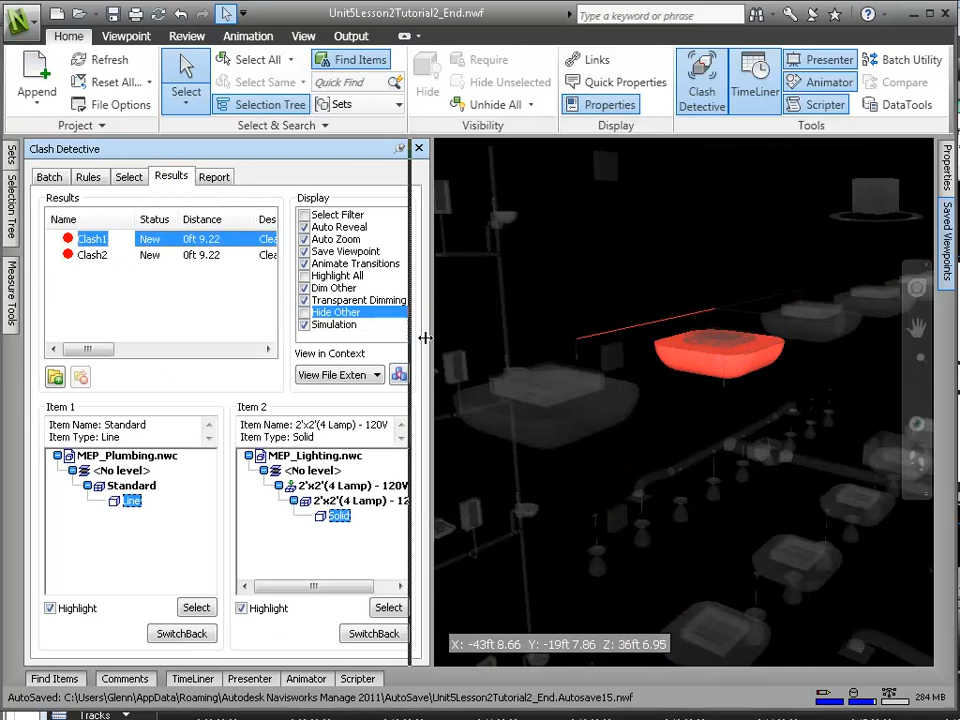 Unit5Lesson2Tutorial2_End.nwf
Type a keyword or phrase
Home Viewpoint Review Animation View Output
Append
Refresh
Reset All...
File Options
Project
Select
Select All
Select Same
Selection Tree
Find Items
Quick Find
Sets
Select & Search
Hide
Require
Hide Unselected
Unhide All
Visibility
Links
Quick Properties
Properties
Display
Clash Detective
TimeLiner
Presenter
Animator
Scripter
Batch Utility
Compare
DataTools
Tools
Sets
Selection Tree
Measure Tools
Clash Detective
Batch Rules Select Results Report
Results
Name Status Distance Des
Clash1 New 0ft 9.22 Clea
Clash2 New 0ft 9.22 Clea
Display
Select Filter
Auto Reveal
Auto Zoom
Save Viewpoint
Animate Transitions
Highlight All
Dim Other
Transparent Dimming
Hide Other
Simulation
View in Context
View File Exten
Item 1
Item Name: Standard
Item Type: Line
MEP_Plumbing.nwc
<No level>
Standard
Line
Highlight
Select
SwitchBack
Item 2
Item Name: 2'x2'(4 Lamp) - 120V
Item Type: Solid
MEP_Lighting.nwc
<No level>
2'x2'(4 Lamp) - 120V
2'x2'(4 Lamp) - 12
Solid
Highlight
Select
SwitchBack
X: -43ft 8.66 Y: -19ft 7.86 Z: 36ft 6.95
Properties
Saved Viewpoints
Find Items Comments TimeLiner Presenter Animator Scripter
AutoSaved: C:\Users\Glenn\AppData\Roaming\Autodesk Navisworks Manage 2011\AutoSave\Unit5Lesson2Tutorial2_End.Autosave15.nwf
284 MB
Tracks